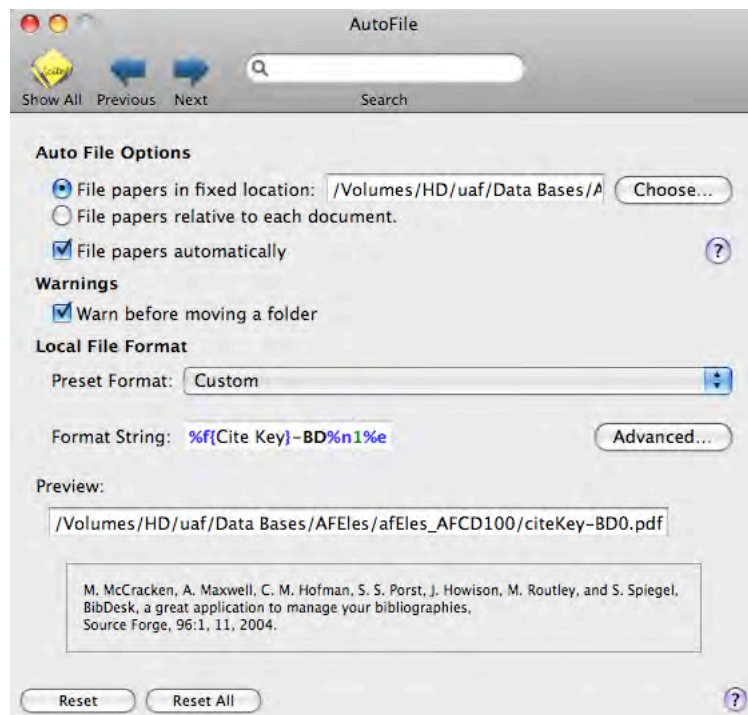 AutoFile
Show All Previous Next Search
Auto File Options
File papers in fixed location: /Volumes/HD/uaf/Data Bases/A Choose...
File papers relative to each document.
File papers automatically ?
Warnings
Warn before moving a folder
Local File Format
Preset Format: Custom
Format String: %f{Cite Key}-BD%n1%e Advanced...
Preview:
/Volumes/HD/uaf/Data Bases/AFEles/afEles_AFCD100/citeKey-BD0.pdf
M. McCracken, A. Maxwell, C. M. Hofman, S. S. Porst, J. Howison, M. Routley, and S. Spiegel,
BibDesk, a great application to manage your bibliographies,
Source Forge, 96:1, 11, 2004.
Reset Reset All ?